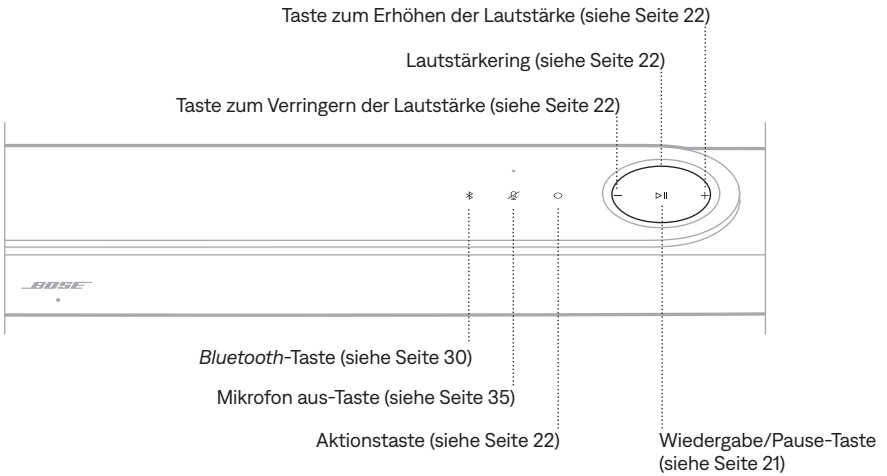 Taste zum Erhöhen der Lautstärke (siehe Seite 22)
Lautstärkering (siehe Seite 22)
Taste zum Verringern der Lautstärke (siehe Seite 22)
BOSE
Bluetooth-Taste (siehe Seite 30)
Mikrofon aus-Taste (siehe Seite 35)
Aktionstaste (siehe Seite 22)
Wiedergabe/Pause-Taste
(siehe Seite 21)